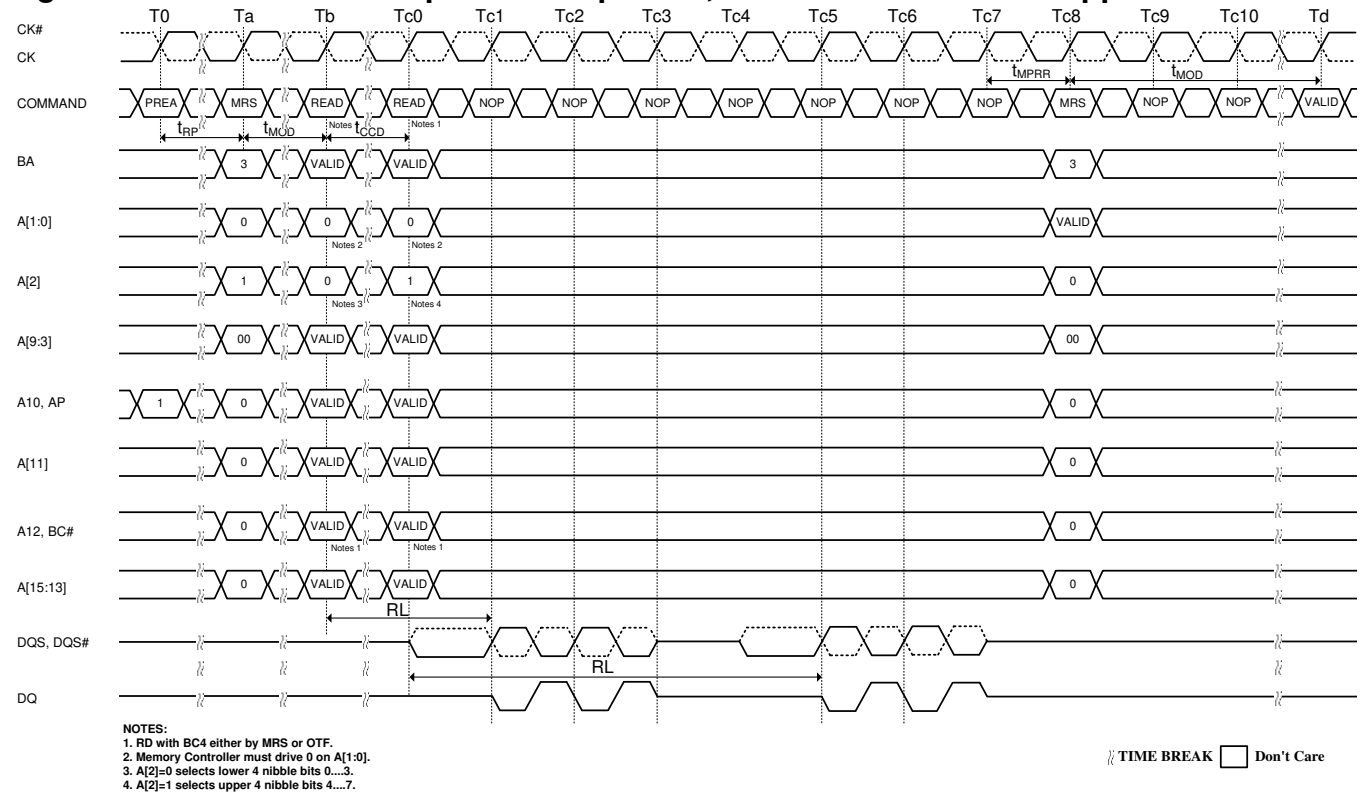 T0 Ta Tb Tc0 Tc1 Tc2 Tc3 Tc4 Tc5 Tc6 Tc7 Tc8 Tc9 Tc10 Td
CK#
CK
tMPRR tMOD
COMMAND PREA MRS READ READ NOP NOP NOP NOP NOP NOP NOP MRS NOP NOP VALID
Notes Notes 1
tRP tMOD tCCD
BA 3 VALID VALID 3
A[1:0] 0 0 0 VALID
Notes 2 Notes 2
A[2] 1 0 1 0
Notes 3 Notes 4
A[9:3] 00 VALID VALID 00
A10, AP 1 0 VALID VALID 0
A[11] 0 VALID VALID 0
A12, BC# 0 VALID VALID 0
Notes 1 Notes 1
A[15:13] 0 VALID VALID 0
RL
DQS, DQS#
RL
DQ
NOTES:
1. RD with BC4 either by MRS or OTF.
2. Memory Controller must drive 0 on A[1:0].
3. A[2]=0 selects lower 4 nibble bits 0....3.
4. A[2]=1 selects upper 4 nibble bits 4....7.
TIME BREAK Don't Care